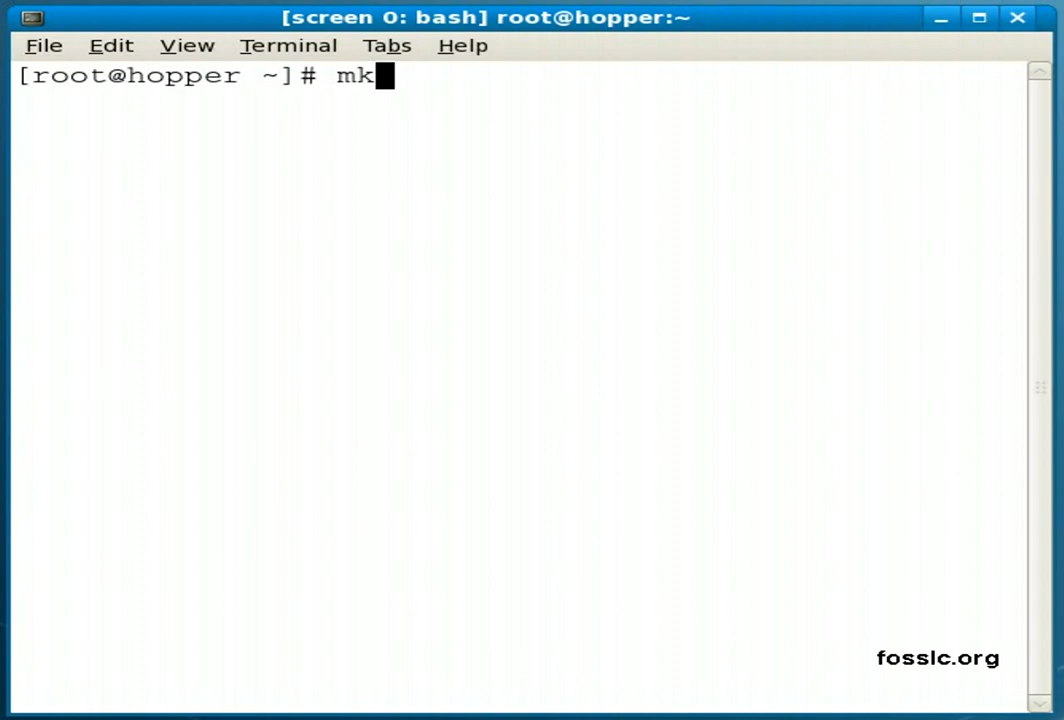 [screen 0: bash] root@hopper:~
File Edit View Terminal Tabs Help
[root@hopper ~]# mk
fosslc.org